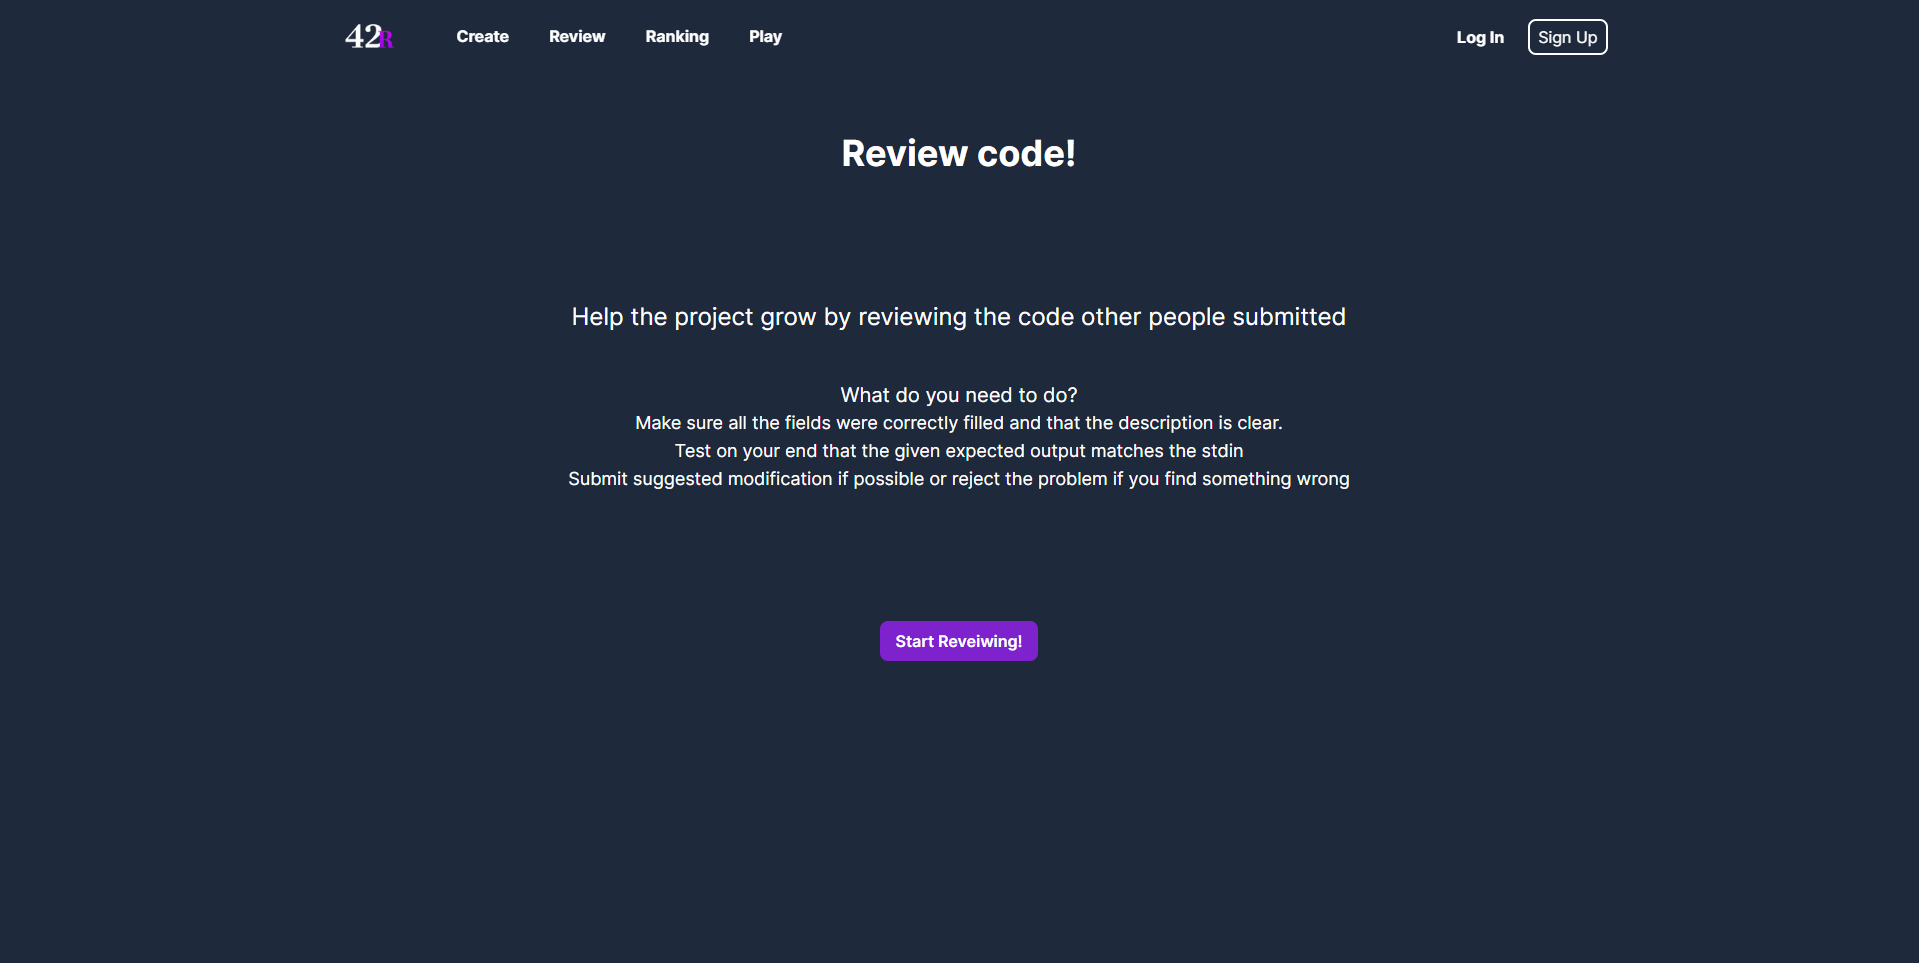 42R
Create Review Ranking Play
Log In Sign Up
Review code!
Help the project grow by reviewing the code other people submitted
What do you need to do?
Make sure all the fields were correctly filled and that the description is clear.
Test on your end that the given expected output matches the stdin
Submit suggested modification if possible or reject the problem if you find something wrong
Start Reveiwing!